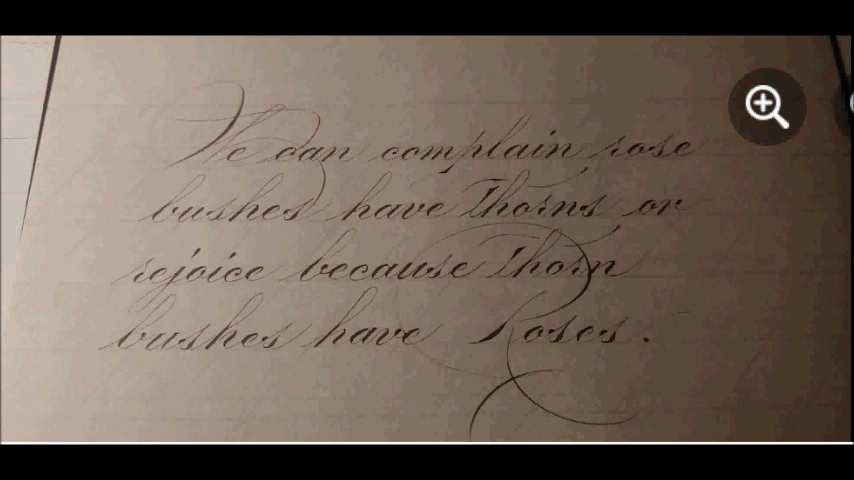 We can complain rose
bushes have Thorns or
rejoice because Thorn
bushes have Roses.